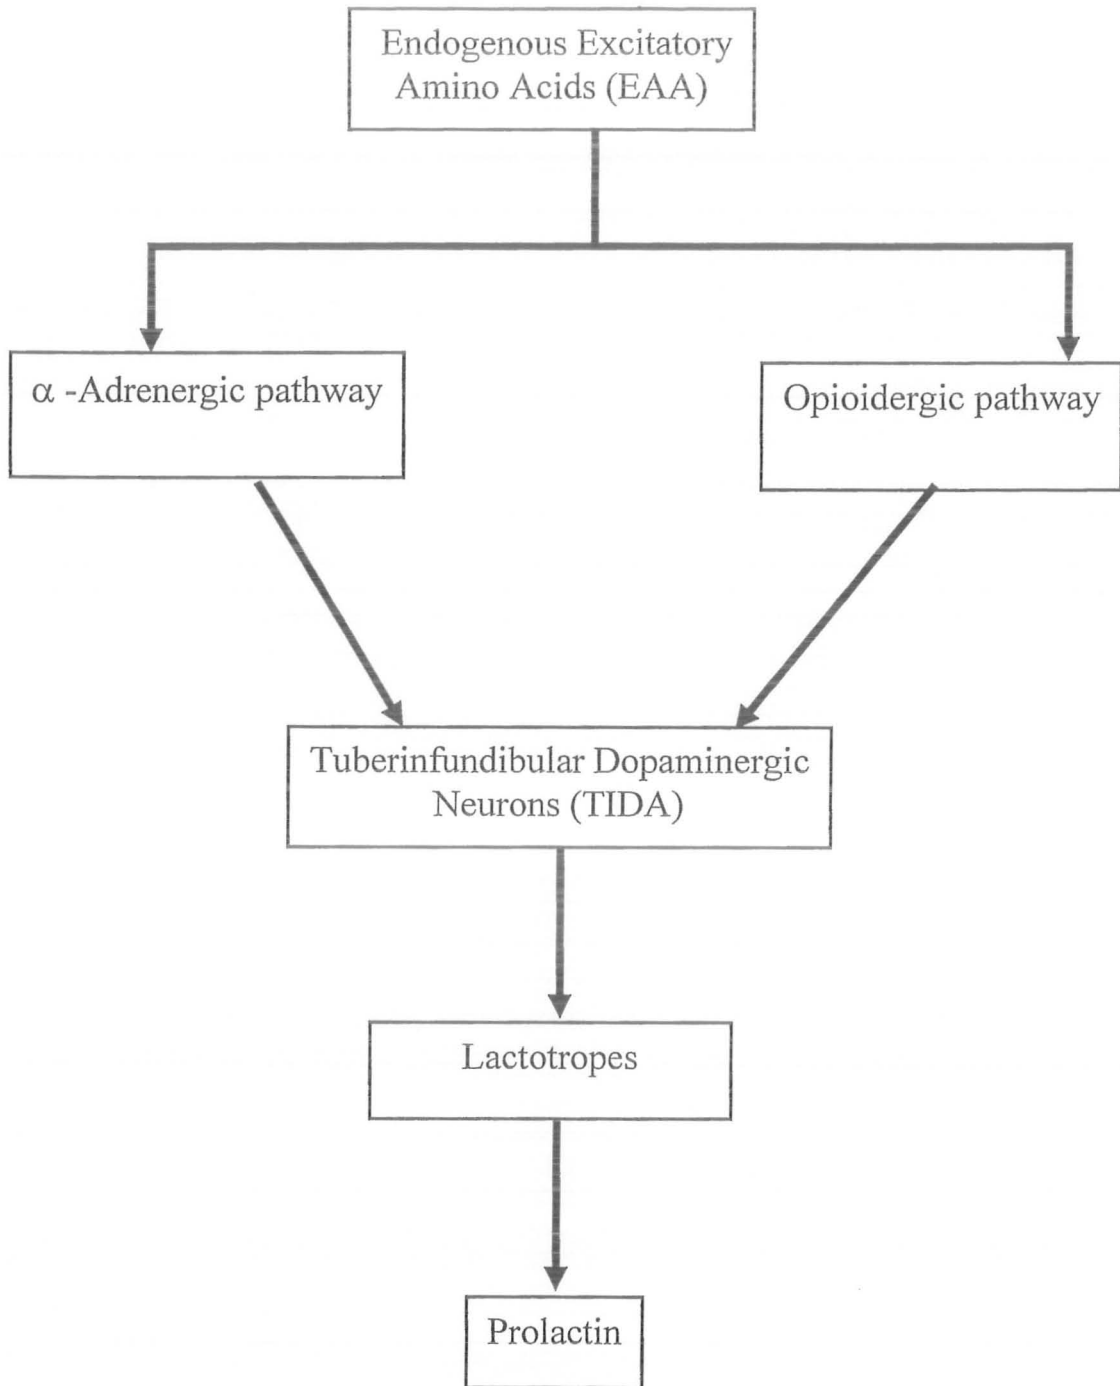 Endogenous Excitatory
Amino Acids (EAA)
α -Adrenergic pathway
Opioidergic pathway
Tuberinfundibular Dopaminergic
Neurons (TIDA)
Lactotropes
Prolactin